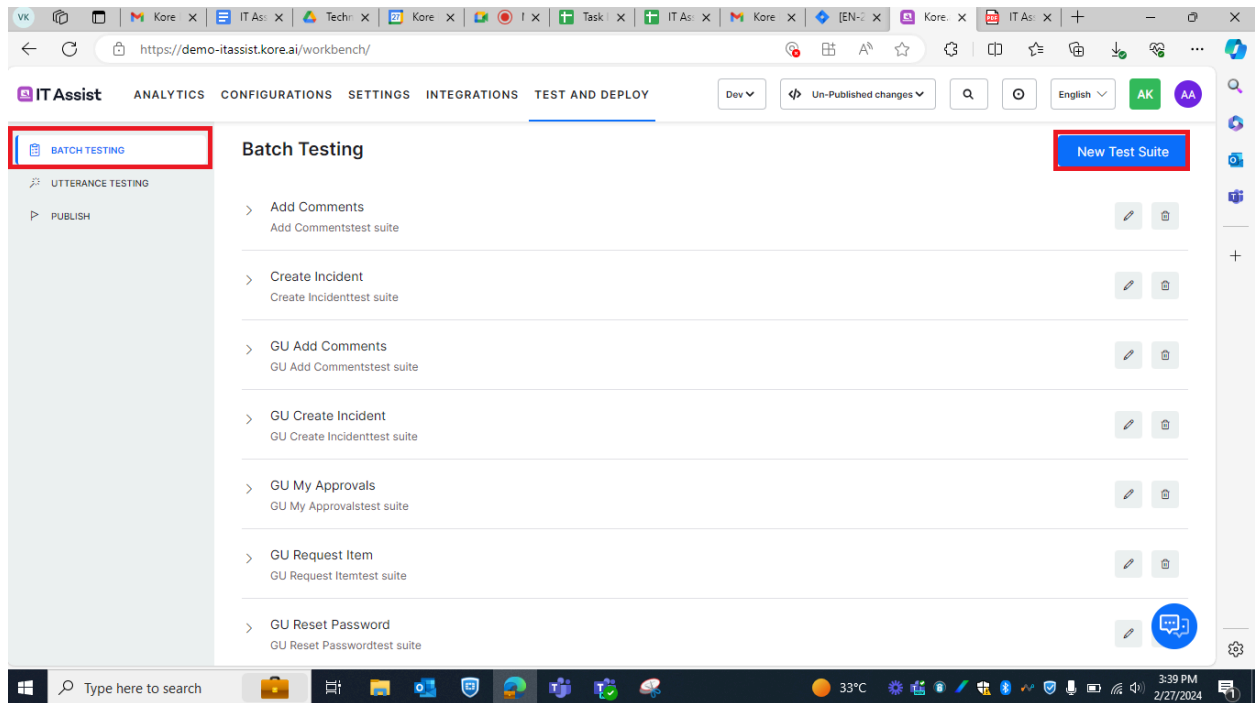 VK
Kore
IT As
Techn
27
Kore
Task
IT As
Kore
[EN-2
Kore.
IT As
https://demo-itassist.kore.ai/workbench/
IT Assist
ANALYTICS CONFIGURATIONS SETTINGS INTEGRATIONS TEST AND DEPLOY
Dev
</> Un-Published changes
English
AK
AA
BATCH TESTING
UTTERANCE TESTING
PUBLISH
Batch Testing
New Test Suite
Add Comments
Add Commentstest suite
Create Incident
Create Incidenttest suite
GU Add Comments
GU Add Commentstest suite
GU Create Incident
GU Create Incidenttest suite
GU My Approvals
GU My Approvalstest suite
GU Request Item
GU Request Itemtest suite
GU Reset Password
GU Reset Passwordtest suite
Type here to search
33°C
3:39 PM
2/27/2024